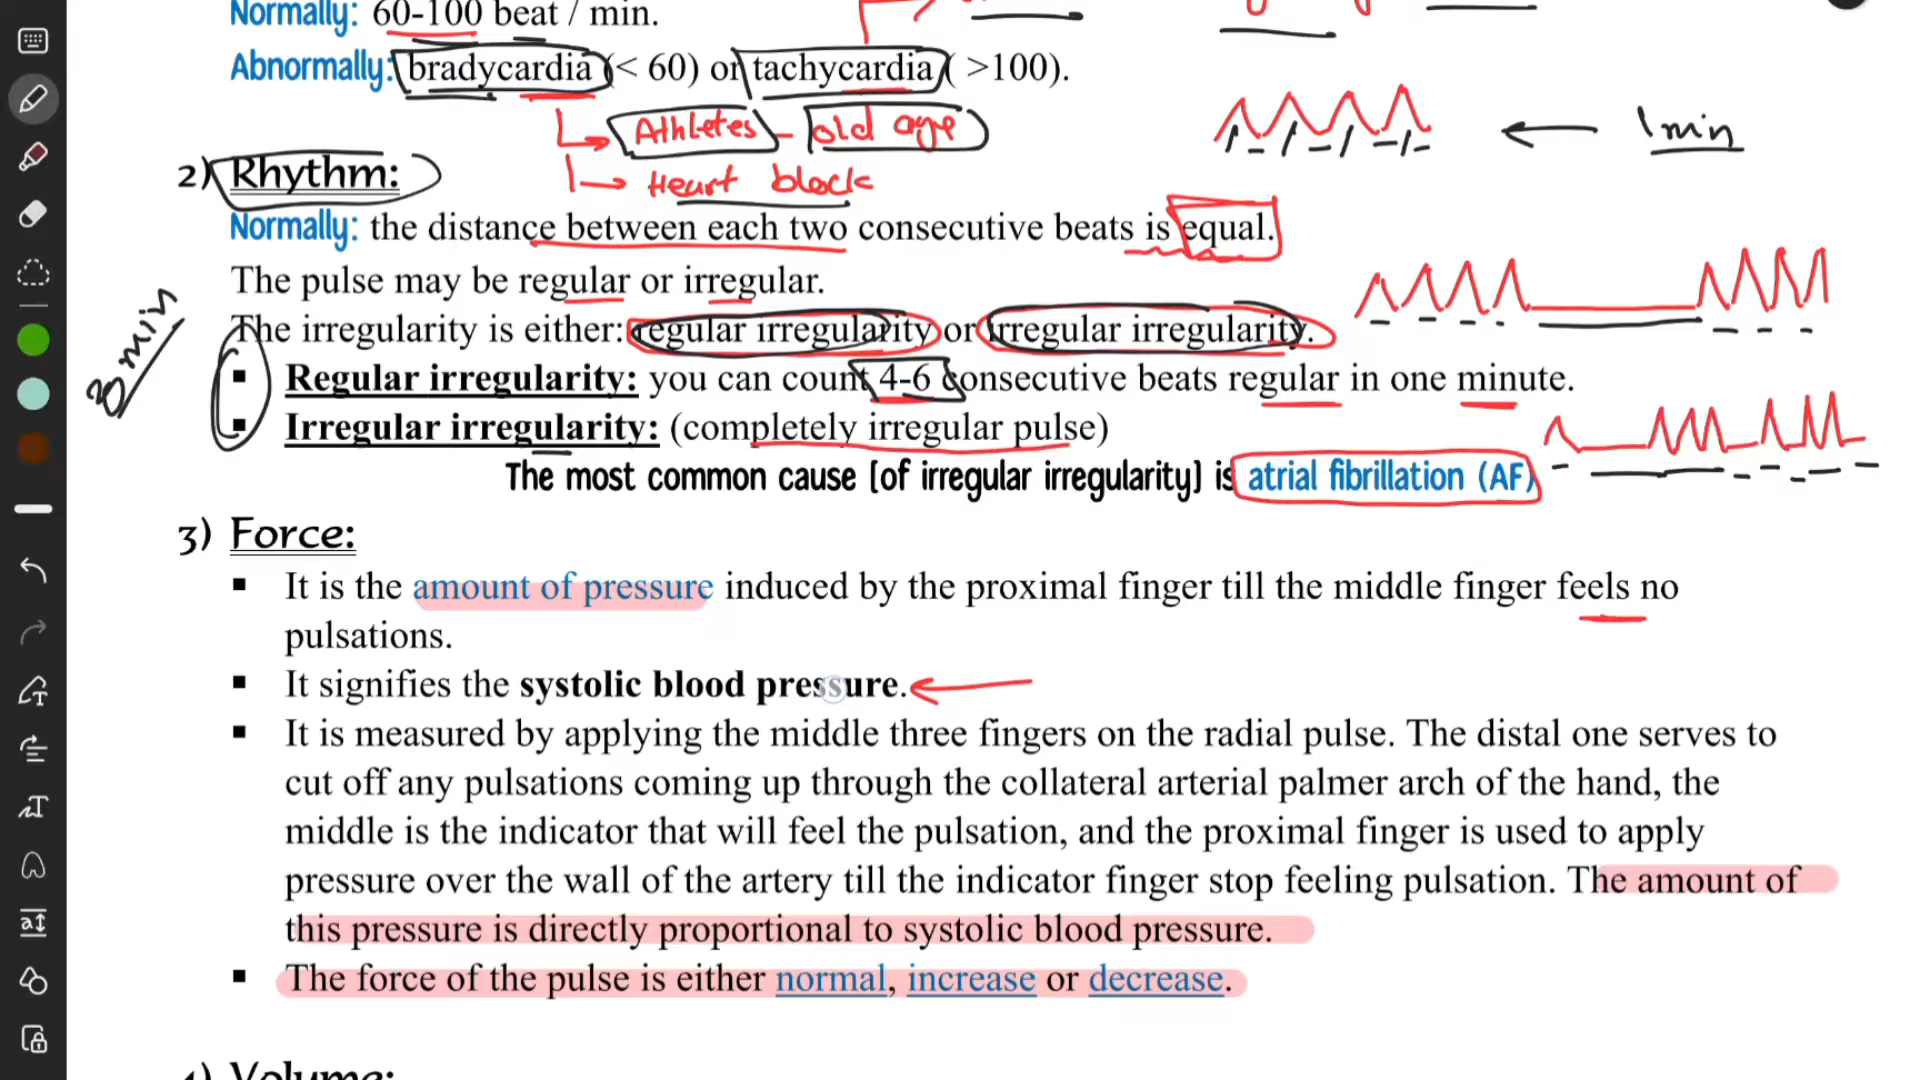 Normally: 60-100 beat / min.
Abnormally: bradycardia (< 60) or tachycardia ( >100).
Athletes - old age
1 min
2) Rhythm:
Heart block
Normally: the distance between each two consecutive beats is equal.
The pulse may be regular or irregular.
The irregularity is either: regular irregularity or irregular irregularity.
3 min
▪ Regular irregularity: you can count 4-6 consecutive beats regular in one minute.
▪ Irregular irregularity: (completely irregular pulse)
The most common cause [of irregular irregularity] is atrial fibrillation (AF)
3) Force:
▪ It is the amount of pressure induced by the proximal finger till the middle finger feels no
pulsations.
▪ It signifies the systolic blood pressure.
▪ It is measured by applying the middle three fingers on the radial pulse. The distal one serves to
cut off any pulsations coming up through the collateral arterial palmer arch of the hand, the
middle is the indicator that will feel the pulsation, and the proximal finger is used to apply
pressure over the wall of the artery till the indicator finger stop feeling pulsation. The amount of
this pressure is directly proportional to systolic blood pressure.
▪ The force of the pulse is either normal, increase or decrease.
4) Volume: